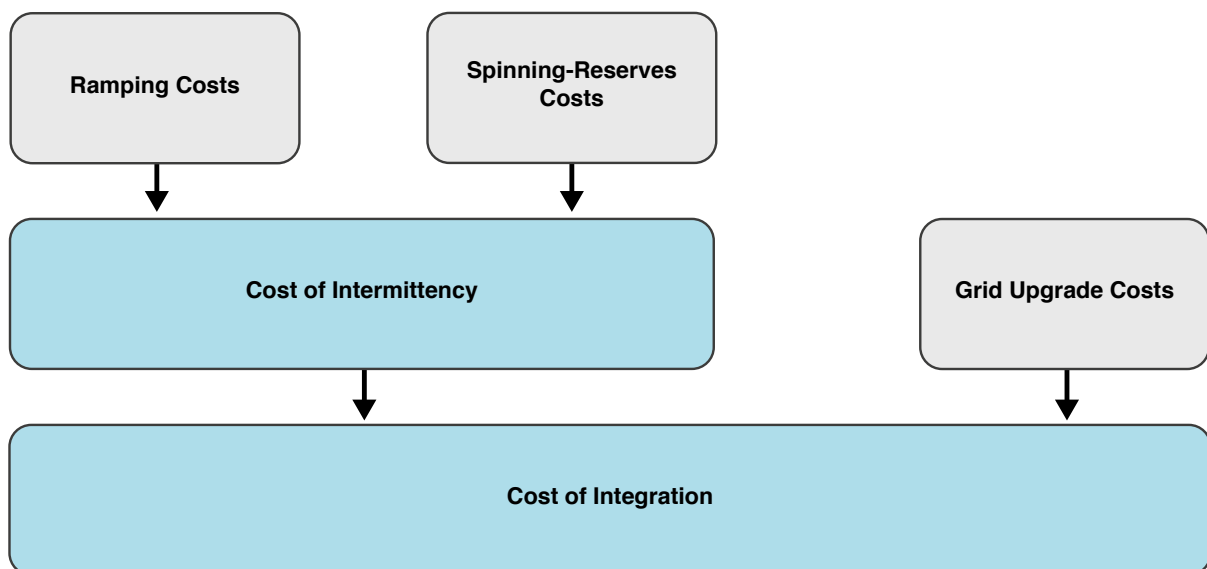 Ramping Costs
Spinning-Reserves
Costs
Cost of Intermittency
Grid Upgrade Costs
Cost of Integration